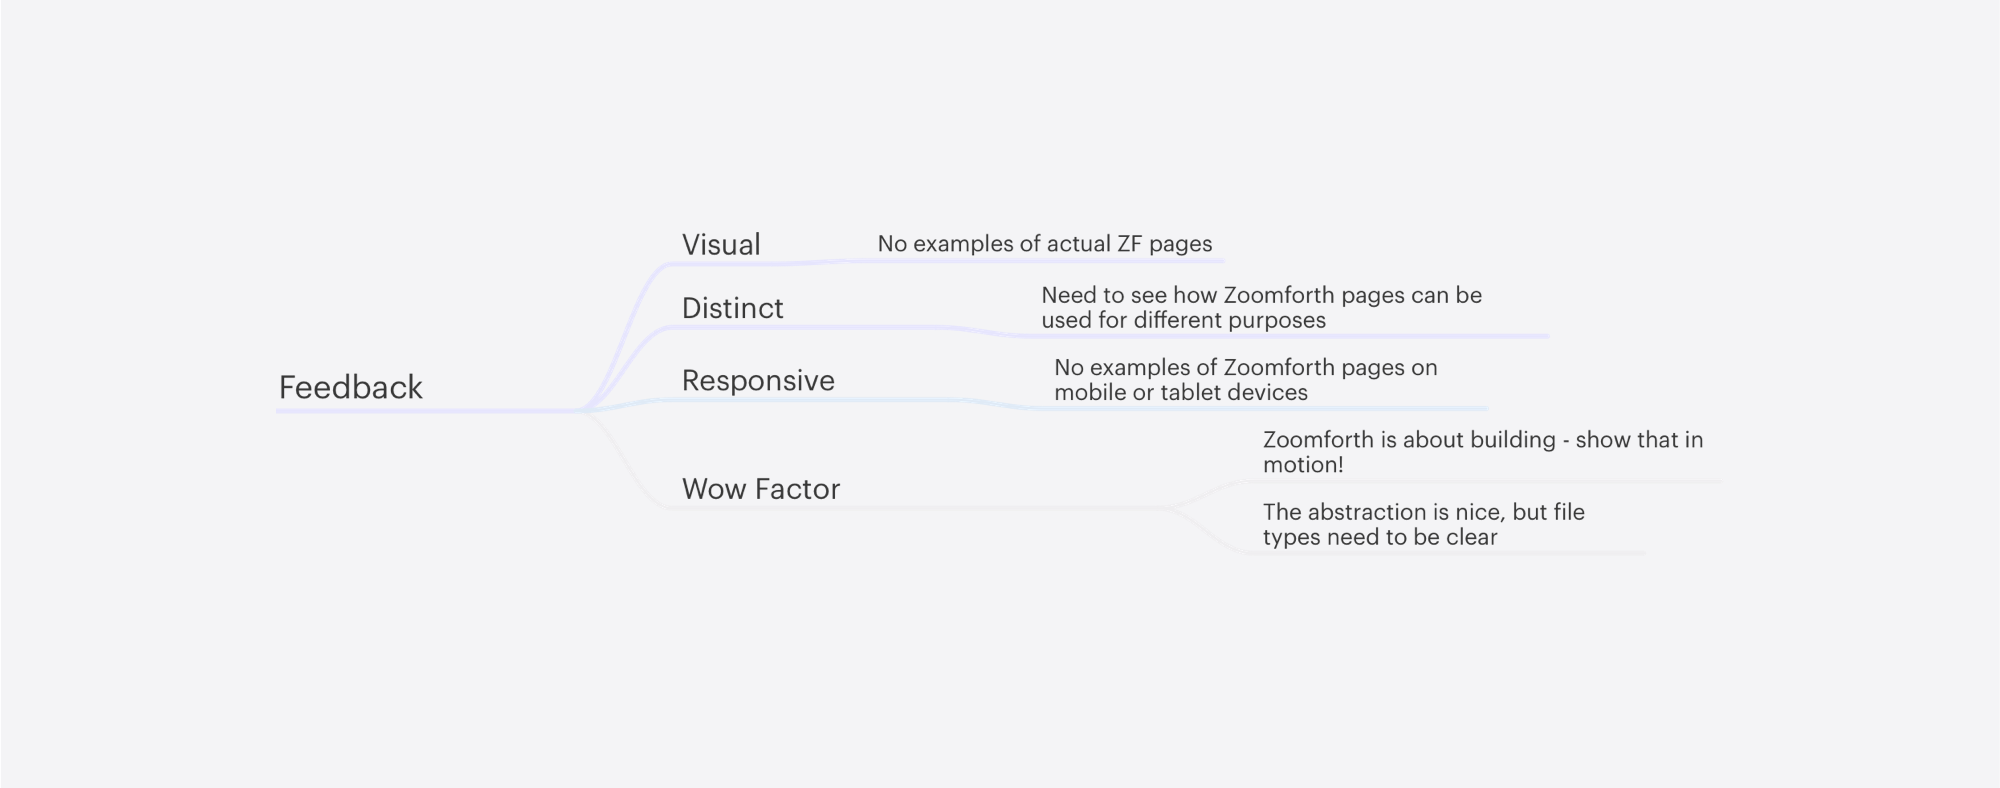 Feedback
Visual
No examples of actual ZF pages
Distinct
Need to see how Zoomforth pages can be
used for different purposes
Responsive
No examples of Zoomforth pages on
mobile or tablet devices
Wow Factor
Zoomforth is about building - show that in
motion!
The abstraction is nice, but file
types need to be clear